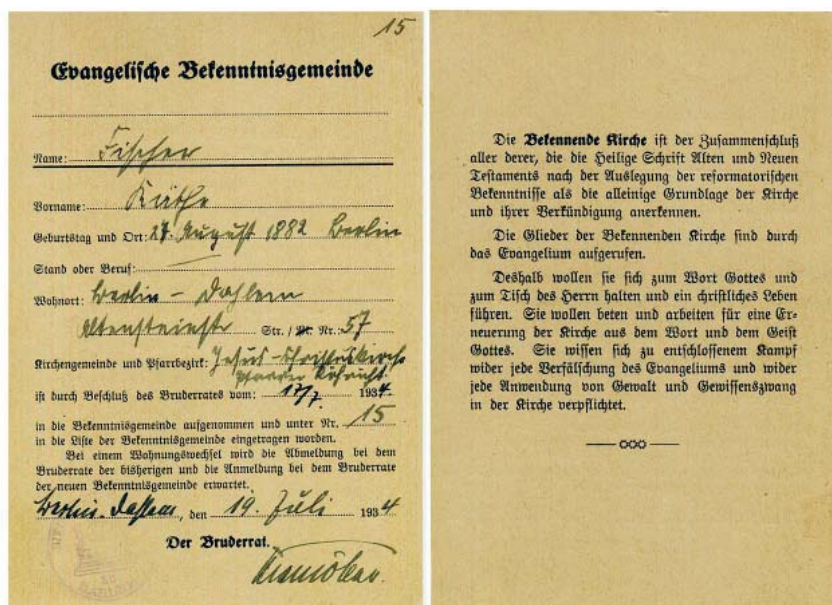 15
Evangelische Bekenntnisgemeinde
Name: Fischer
Vorname: Käthe
Geburtstag und Ort: 27. August 1882 Berlin
Stand oder Beruf:
Wohnort: Berlin - Dahlem
Altensteinstr Str. / Nr.: 57
Kirchengemeinde und Pfarrbezirk: Jesus-Christuskirche
ist durch Beschluß des Bruderrates vom: 17/7. 1934
in die Bekenntnisgemeinde aufgenommen und unter Nr. 15
in die Liste der Bekenntnisgemeinde eingetragen worden.
Bei einem Wohnungswechsel wird die Abmeldung bei dem
Bruderrate der bisherigen und die Anmeldung bei dem Bruderrate
der neuen Bekenntnisgemeinde erwartet.
Berlin-Dahlem, den 19. Juli 1934
Der Bruderrat.
Die Bekennende Kirche ist der Zusammenschluß
aller derer, die die Heilige Schrift Alten und Neuen
Testaments nach der Auslegung der reformatorischen
Bekenntnisse als die alleinige Grundlage der Kirche
und ihrer Verkündigung anerkennen.
Die Glieder der Bekennenden Kirche sind durch
das Evangelium aufgerufen.
Deshalb wollen sie sich zum Wort Gottes und
zum Tisch des Herrn halten und ein christliches Leben
führen. Sie wollen beten und arbeiten für eine Er-
neuerung der Kirche aus dem Wort und dem Geist
Gottes. Sie wissen sich zu entschlossenem Kampf
wider jede Verfälschung des Evangeliums und wider
jede Anwendung von Gewalt und Gewissenszwang
in der Kirche verpflichtet.